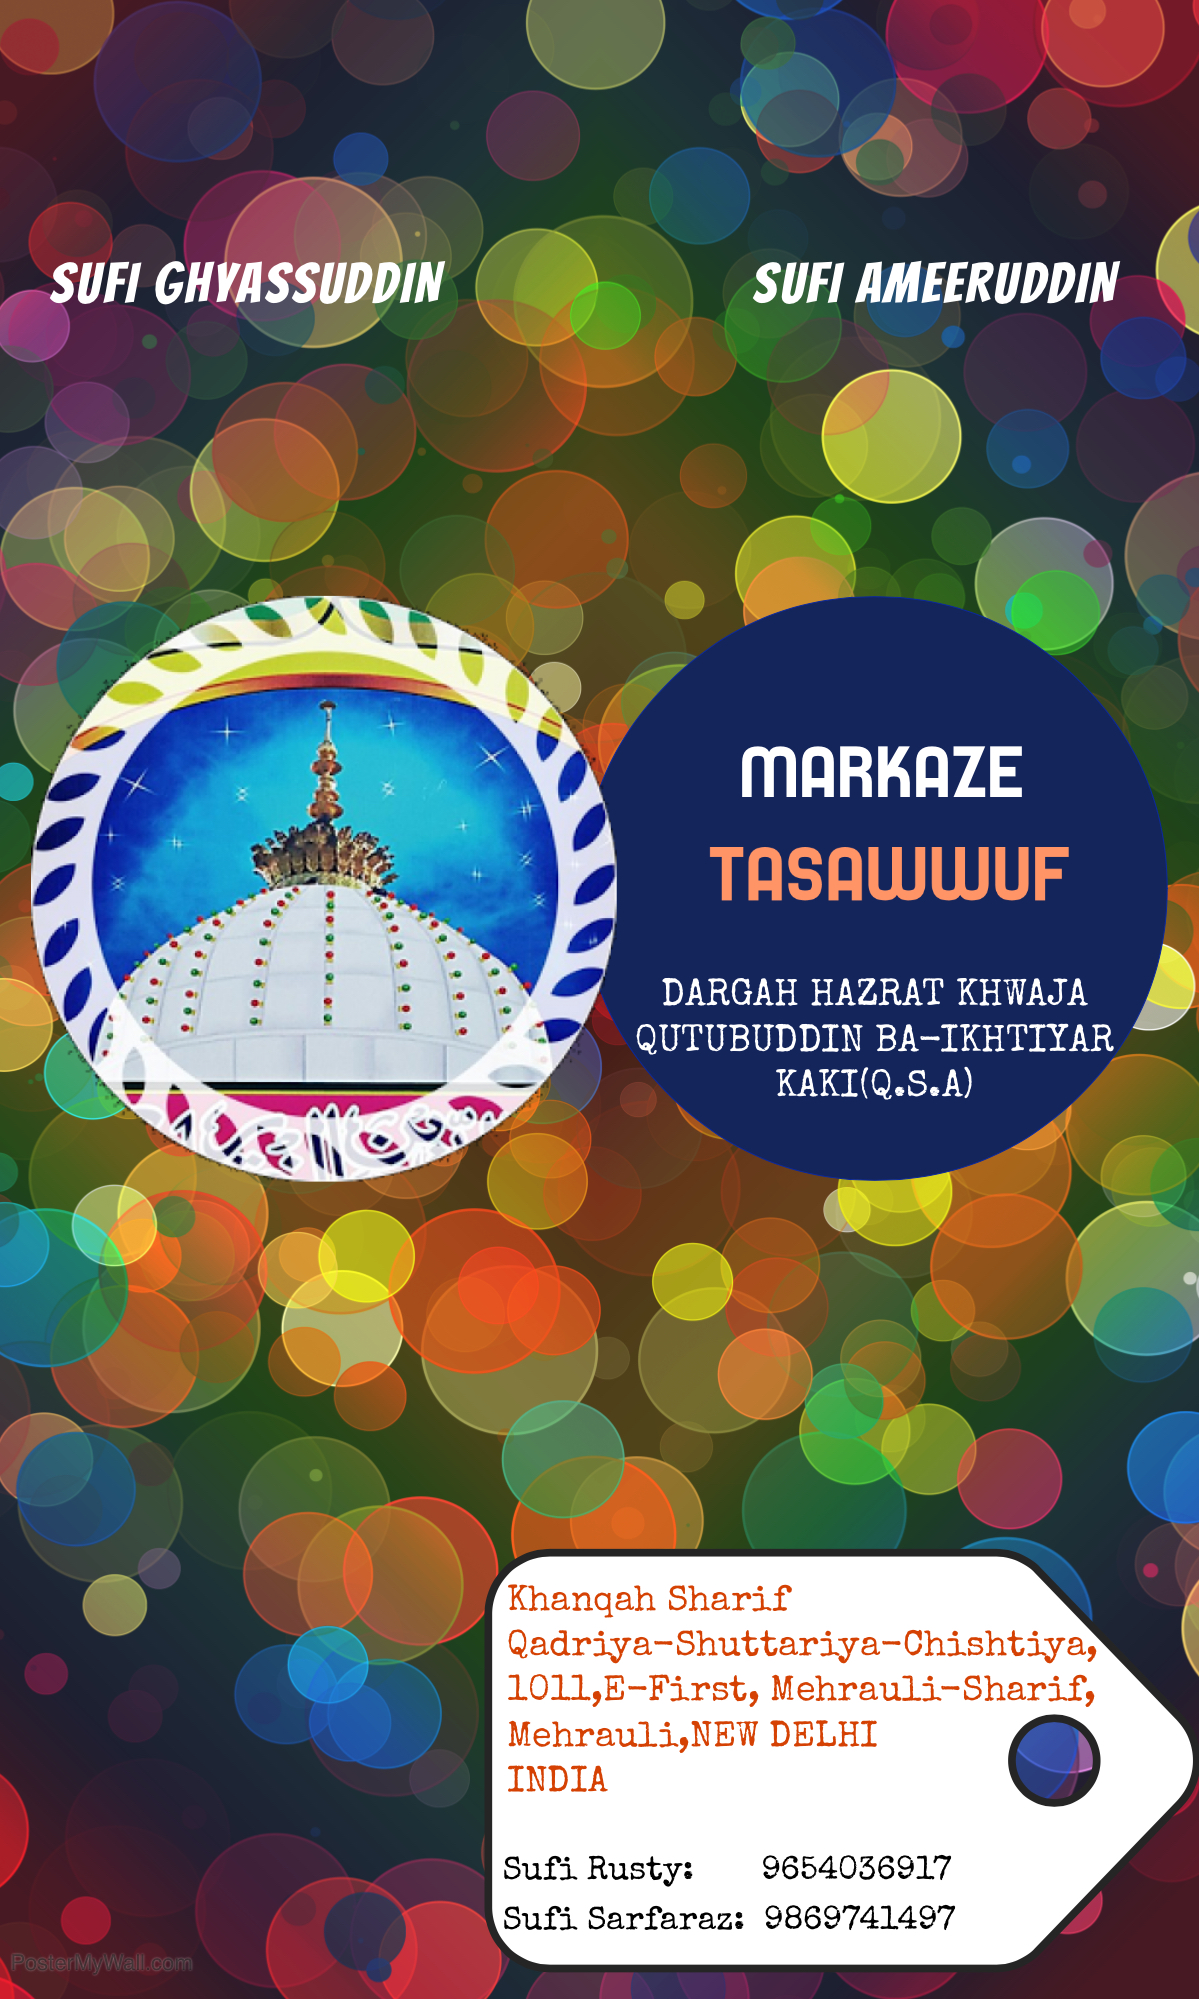 SUFI GHYASSUDDIN
SUFI AMEERUDDIN
MARKAZE
TASAWWUF
DARGAH HAZRAT KHWAJA
QUTUBUDDIN BA-IKHTIYAR
KAKI(Q.S.A)
Khanqah Sharif
Qadriya-Shuttariya-Chishtiya,
1011,E-First, Mehrauli-Sharif,
Mehrauli,NEW DELHI
INDIA
Sufi Rusty: 9654036917
Sufi Sarfaraz: 9869741497
PosterMyWall.com